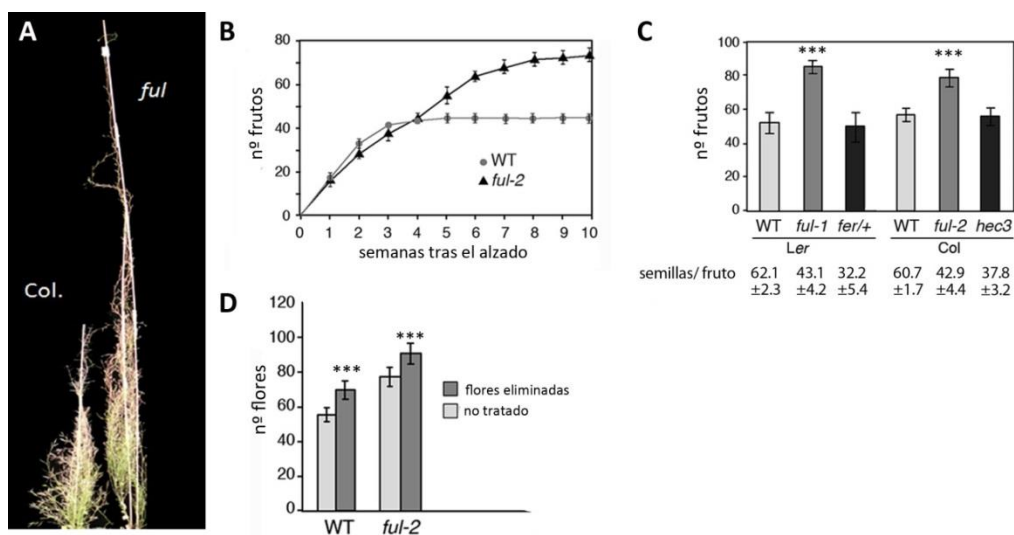 A
ful
Col.
B
80
60
40
20
0
nº frutos
WT
ful-2
0 1 2 3 4 5 6 7 8 9 10
semanas tras el alzado
C
100
80
60
40
20
0
nº frutos
*** ***
WT ful-1 fer/+ WT ful-2 hec3
Ler Col
semillas/ fruto 62.1 43.1 32.2 60.7 42.9 37.8
±2.3 ±4.2 ±5.4 ±1.7 ±4.4 ±3.2
D
120
100
80
60
40
20
0
nº flores
*** ***
flores eliminadas
no tratado
WT ful-2